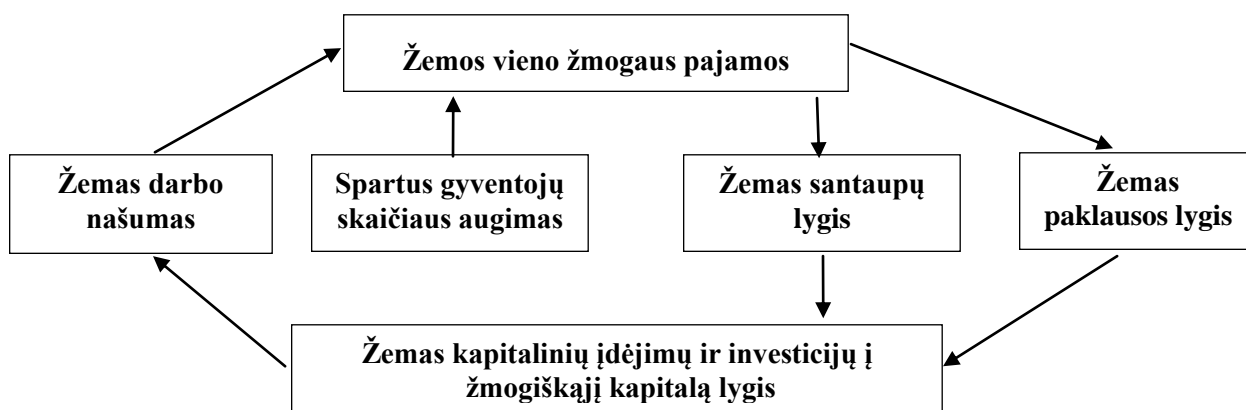 Žemos vieno žmogaus pajamos
Žemas darbo
našumas
Spartus gyventojų
skaičiaus augimas
Žemas santaupų
lygis
Žemas
paklausos lygis
Žemas kapitalinių įdėjimų ir investicijų į
žmogiškąjį kapitalą lygis